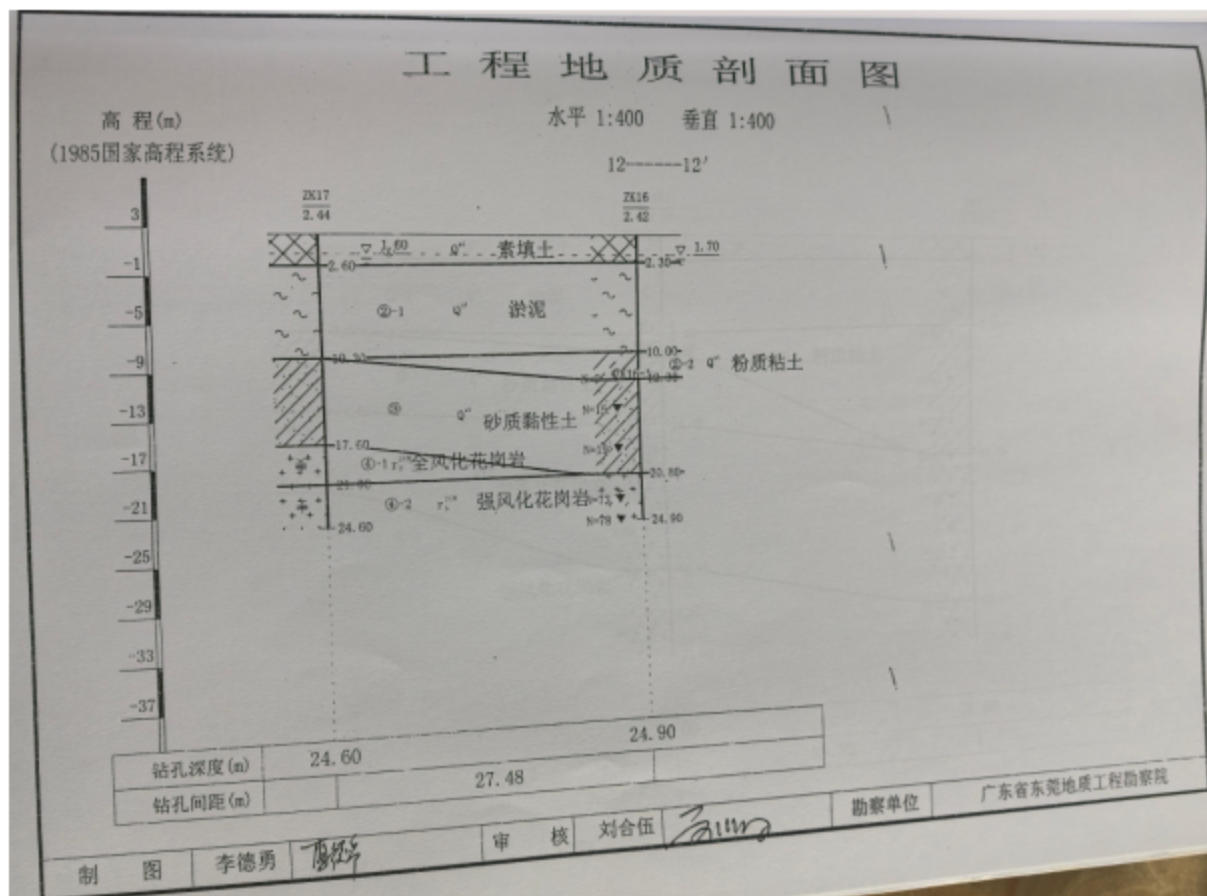 工程地质剖面图
水平 1:400 垂直 1:400
高 程(m)
(1985国家高程系统)
12------12'
ZK17
2.44
ZK16
2.42
3
-1
-5
-9
-13
-17
-21
-25
-29
-33
-37
1.60
素填土
1.70
2.60
2.30
②-1 淤泥
10.00
②-2 粉质粘土
③ 砂质黏性土
17.60
④-1 全风化花岗岩
20.80
④-2 强风化花岗岩
N=78
24.60
24.90
钻孔深度(m) 24.60 24.90
钻孔间距(m) 27.48
制 图 李德勇 审 核 刘合伍 勘察单位 广东省东莞地质工程勘察院